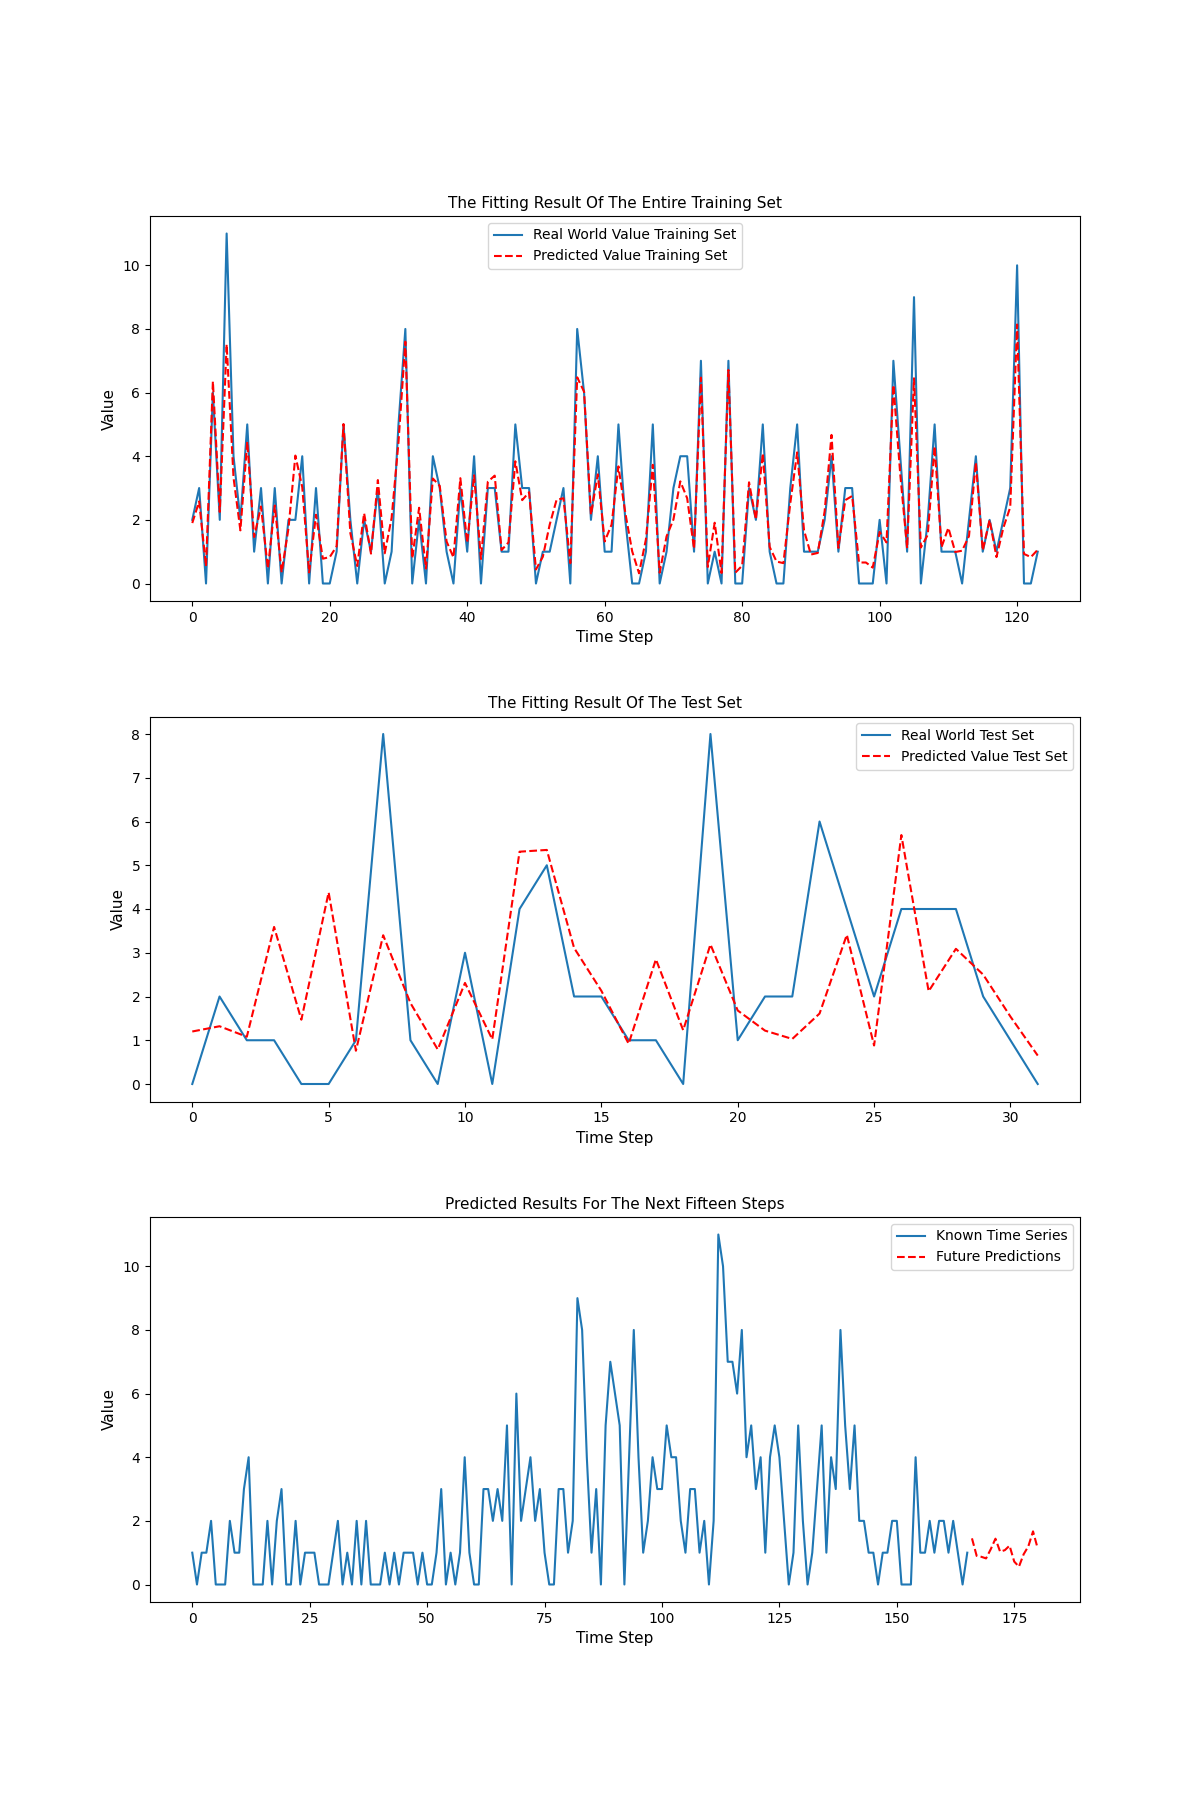 The Fitting Result Of The Entire Training Set
Real World Value Training Set
Predicted Value Training Set
Value
10
8
6
4
2
0
0 20 40 60 80 100 120
Time Step
The Fitting Result Of The Test Set
Real World Test Set
Predicted Value Test Set
Value
8
7
6
5
4
3
2
1
0
0 5 10 15 20 25 30
Time Step
Predicted Results For The Next Fifteen Steps
Known Time Series
Future Predictions
Value
10
8
6
4
2
0
0 25 50 75 100 125 150 175
Time Step